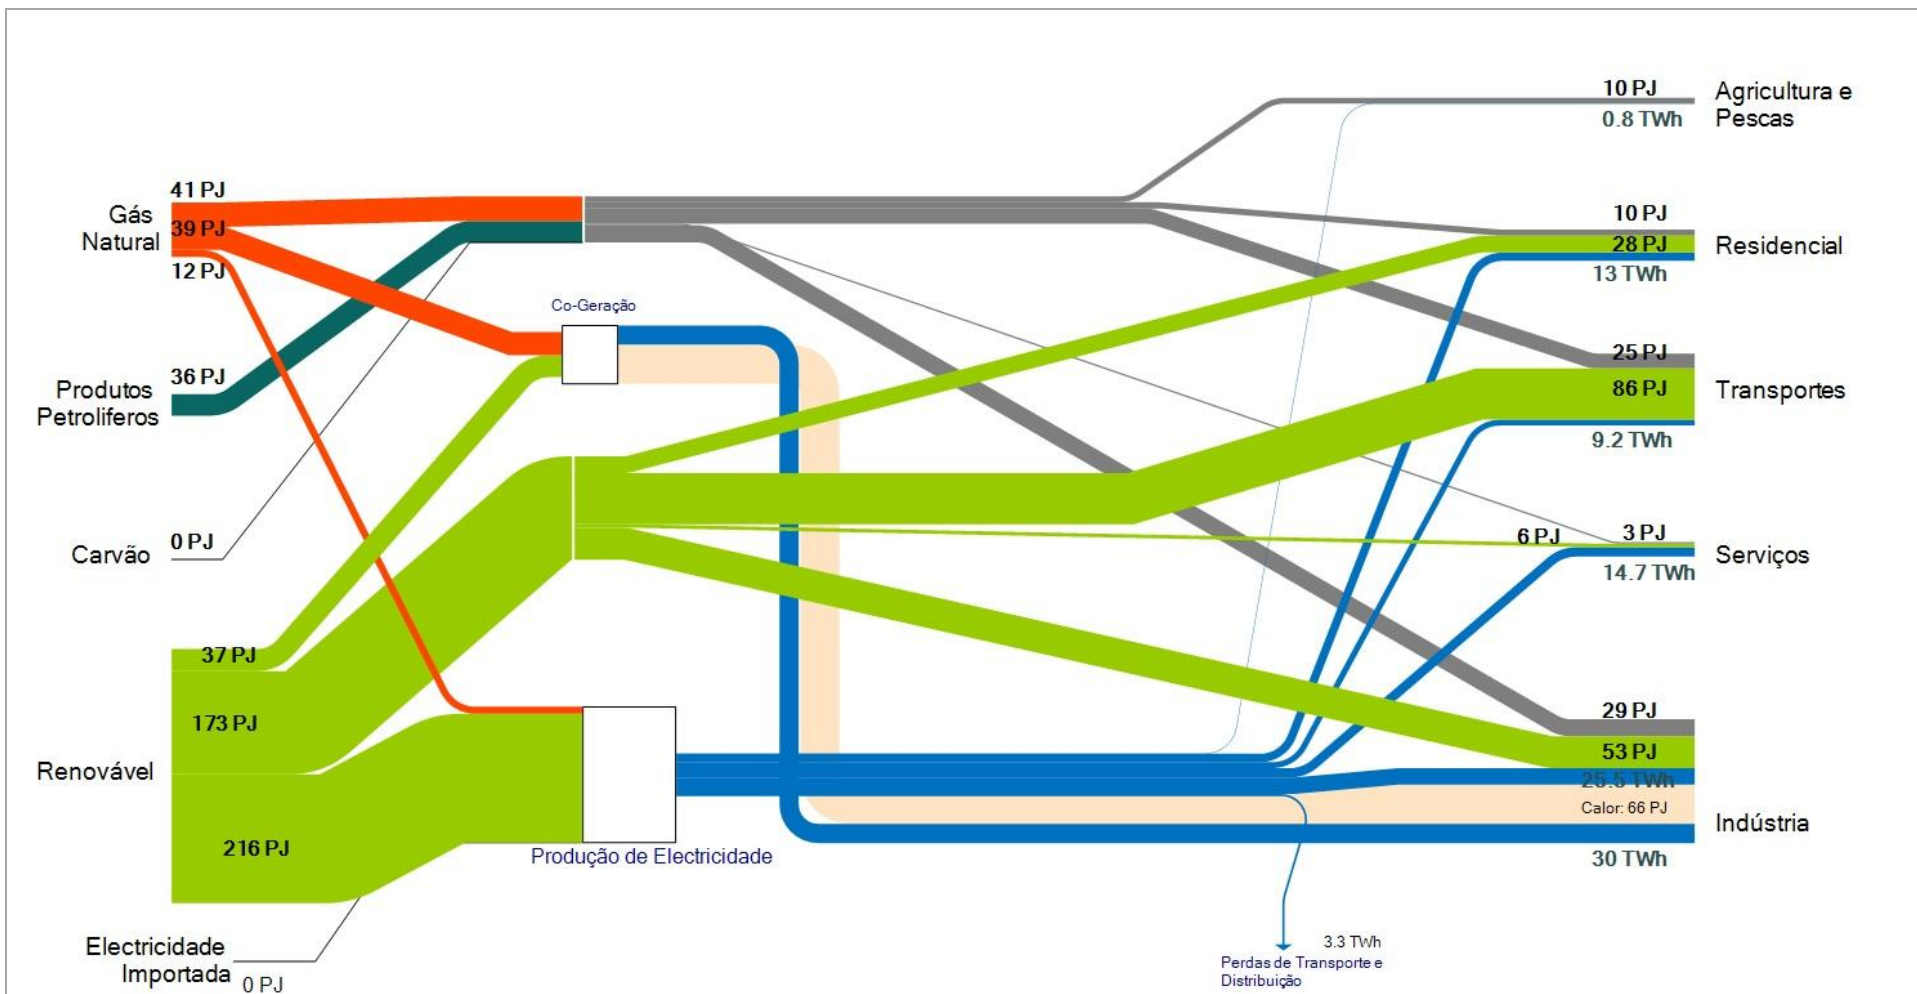 10 PJ
Agricultura e
Pescas
0.8 TWh
41 PJ
Gás
Natural
39 PJ
12 PJ
10 PJ
28 PJ
Residencial
13 TWh
Co-Geração
25 PJ
86 PJ
Transportes
9.2 TWh
36 PJ
Produtos
Petrolíferos
0 PJ
Carvão
6 PJ
3 PJ
Serviços
14.7 TWh
37 PJ
173 PJ
Renovável
216 PJ
Produção de Electricidade
29 PJ
53 PJ
25.5 TWh
Calor: 66 PJ
Indústria
30 TWh
Electricidade
Importada
0 PJ
3.3 TWh
Perdas de Transporte e
Distribuição